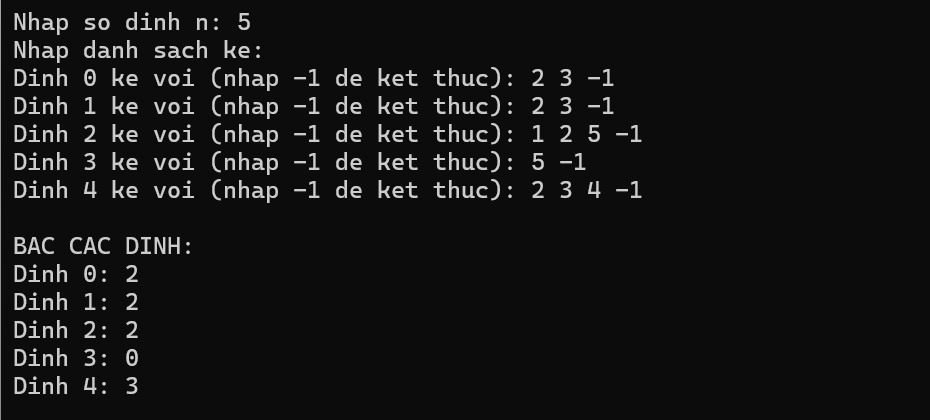 Nhap so dinh n: 5
Nhap danh sach ke:
Dinh 0 ke voi (nhap -1 de ket thuc): 2 3 -1
Dinh 1 ke voi (nhap -1 de ket thuc): 2 3 -1
Dinh 2 ke voi (nhap -1 de ket thuc): 1 2 5 -1
Dinh 3 ke voi (nhap -1 de ket thuc): 5 -1
Dinh 4 ke voi (nhap -1 de ket thuc): 2 3 4 -1
BAC CAC DINH:
Dinh 0: 2
Dinh 1: 2
Dinh 2: 2
Dinh 3: 0
Dinh 4: 3